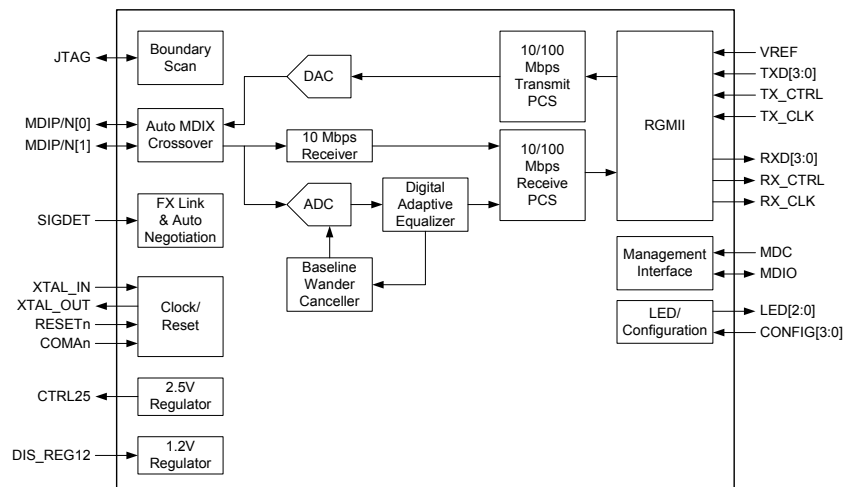 JTAG
Boundary
Scan
MDIP/N[0]
MDIP/N[1]
Auto MDIX
Crossover
SIGDET
FX Link
& Auto
Negotiation
XTAL_IN
XTAL_OUT
RESETn
COMAn
Clock/
Reset
CTRL25
2.5V
Regulator
DIS_REG12
1.2V
Regulator
DAC
10 Mbps
Receiver
ADC
Digital
Adaptive
Equalizer
Baseline
Wander
Canceller
10/100
Mbps
Transmit
PCS
10/100
Mbps
Receive
PCS
RGMII
VREF
TXD[3:0]
TX_CTRL
TX_CLK
RXD[3:0]
RX_CTRL
RX_CLK
Management
Interface
MDC
MDIO
LED/
Configuration
LED[2:0]
CONFIG[3:0]